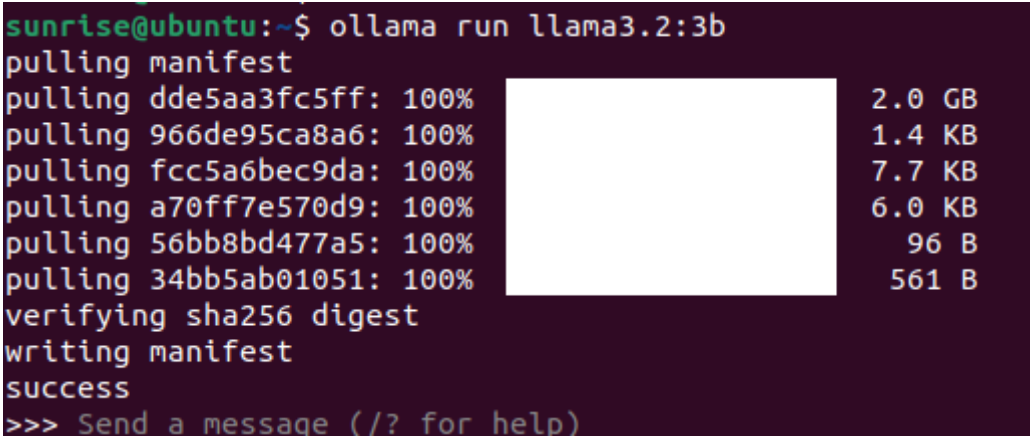 sunrise@ubuntu:~$ ollama run llama3.2:3b
pulling manifest
pulling dde5aa3fc5ff: 100% 2.0 GB
pulling 966de95ca8a6: 100% 1.4 KB
pulling fcc5a6bec9da: 100% 7.7 KB
pulling a70ff7e570d9: 100% 6.0 KB
pulling 56bb8bd477a5: 100% 96 B
pulling 34bb5ab01051: 100% 561 B
verifying sha256 digest
writing manifest
success
>>> Send a message (/? for help)